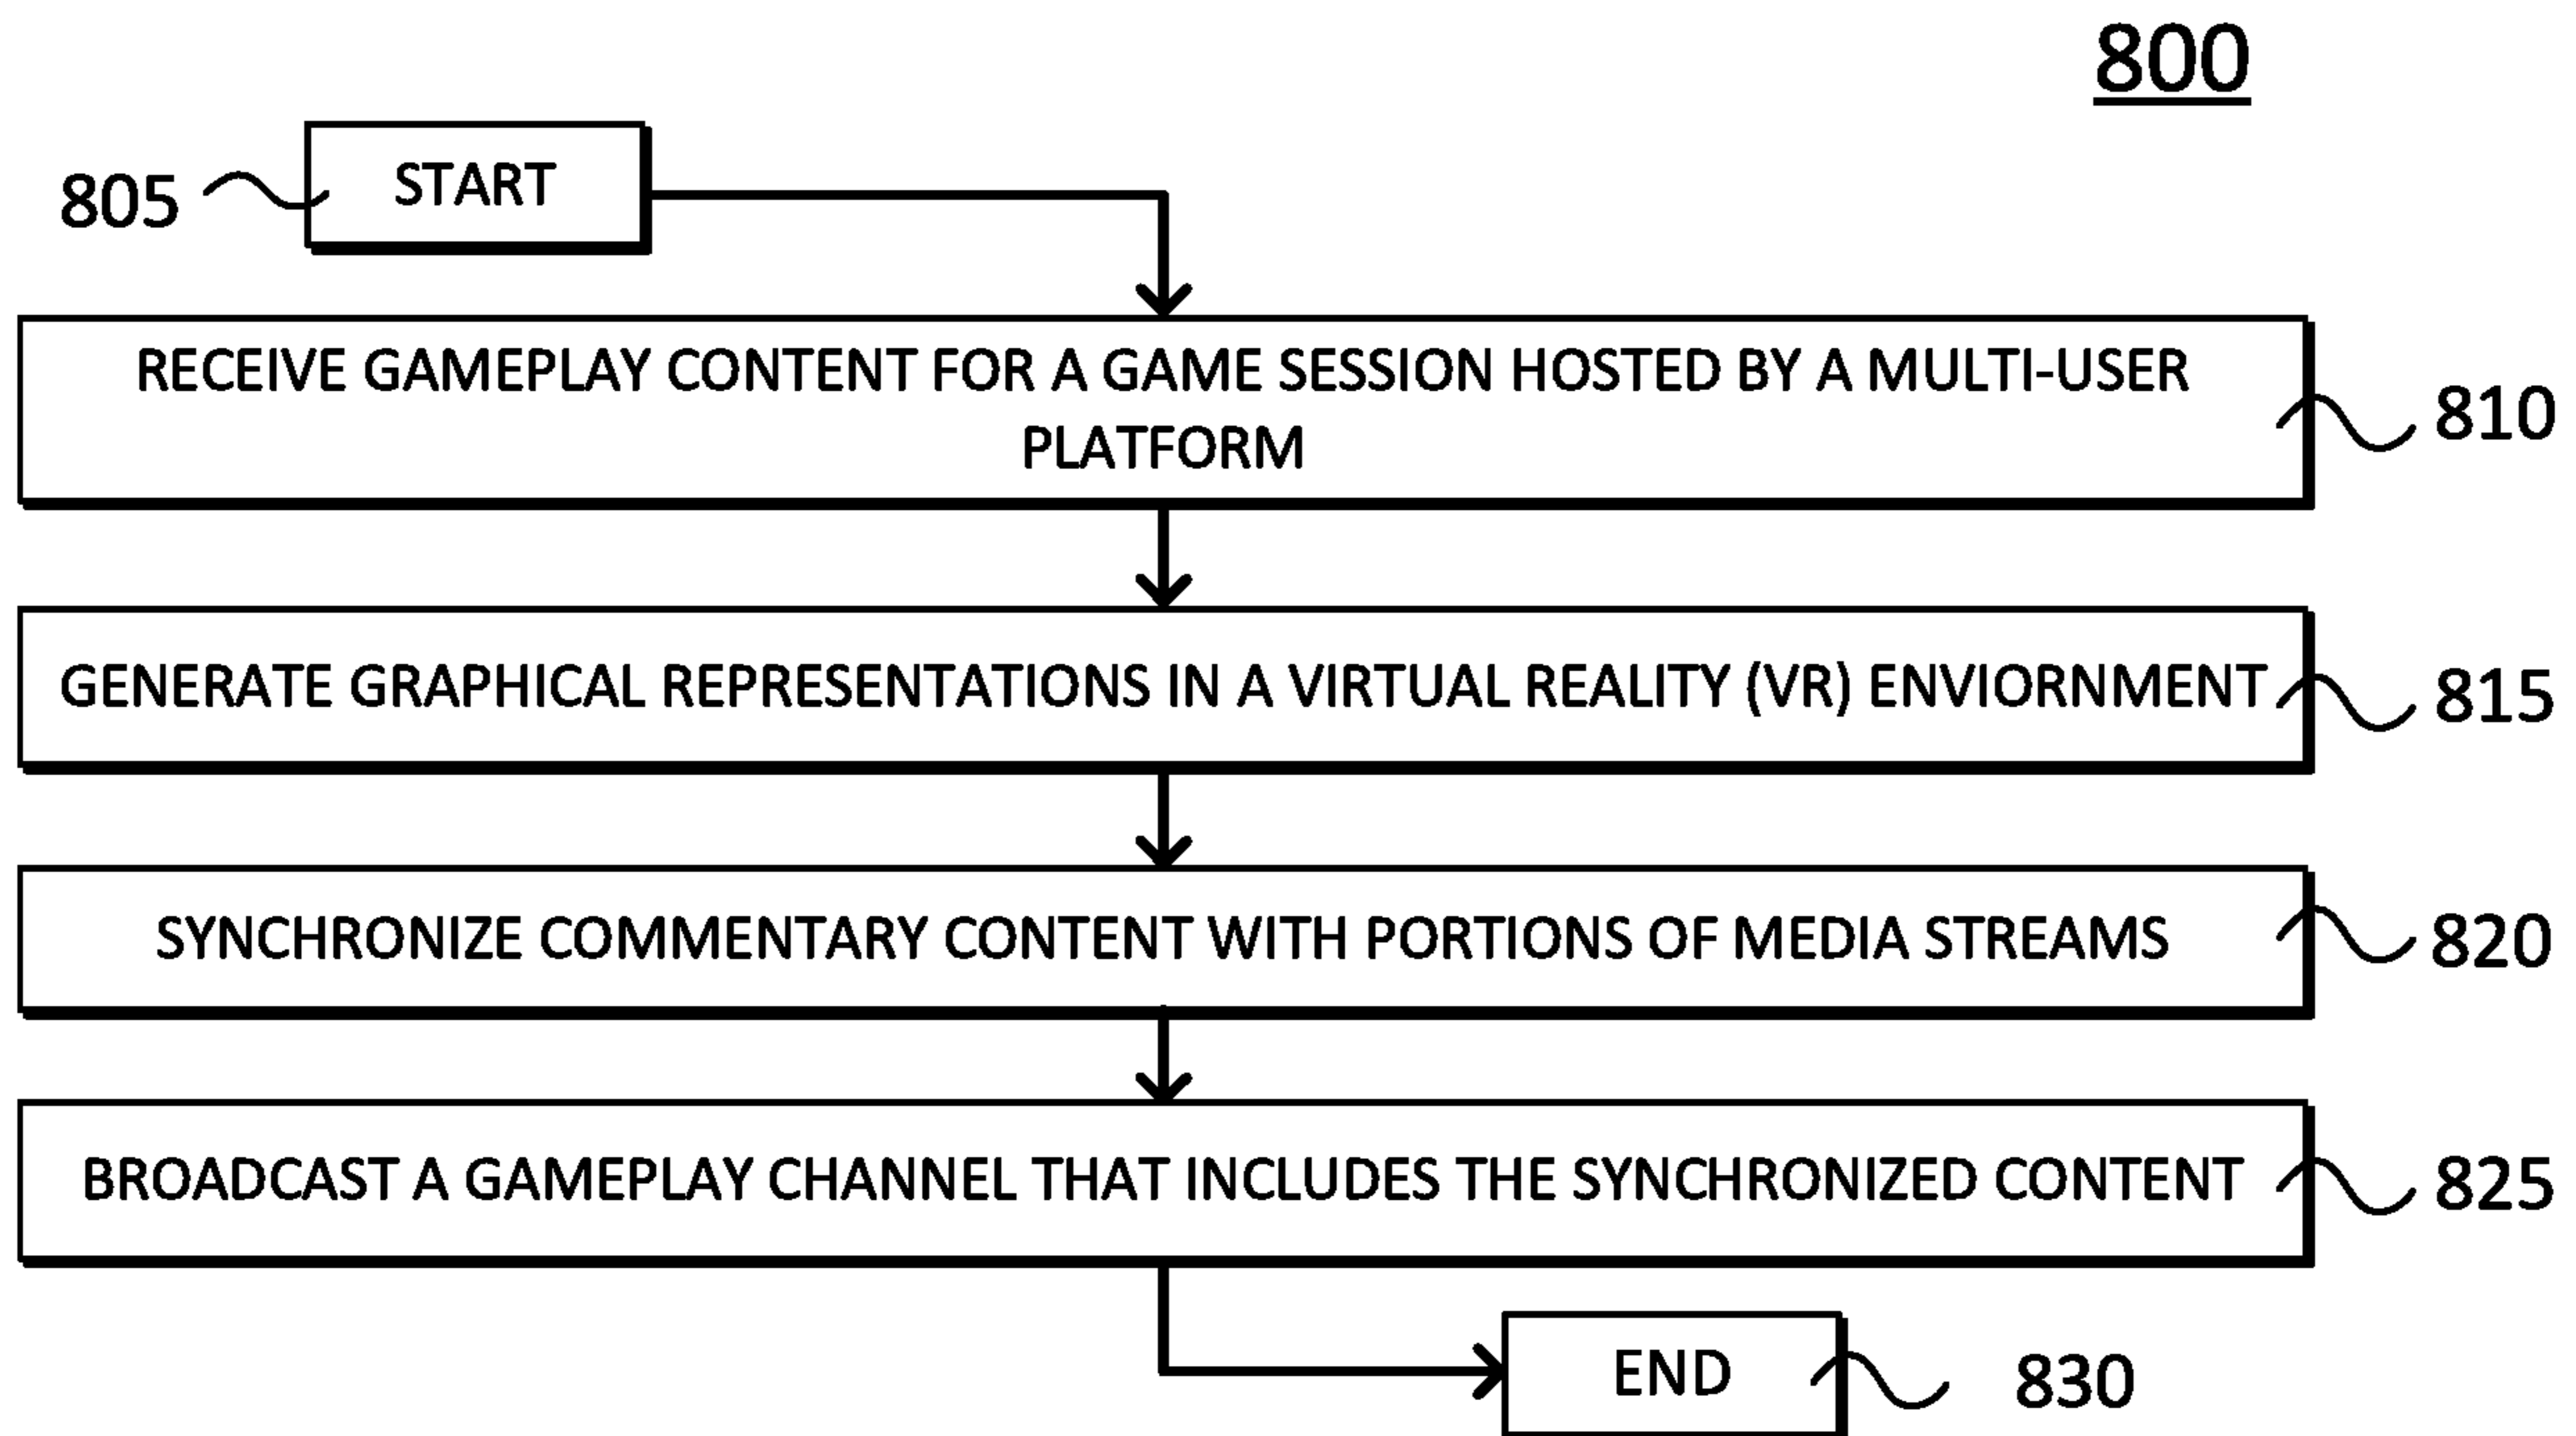 800
805
START
RECEIVE GAMEPLAY CONTENT FOR A GAME SESSION HOSTED BY A MULTI-USER
PLATFORM
810
GENERATE GRAPHICAL REPRESENTATIONS IN A VIRTUAL REALITY (VR) ENVIORNMENT
815
SYNCHRONIZE COMMENTARY CONTENT WITH PORTIONS OF MEDIA STREAMS
820
BROADCAST A GAMEPLAY CHANNEL THAT INCLUDES THE SYNCHRONIZED CONTENT
825
END
830